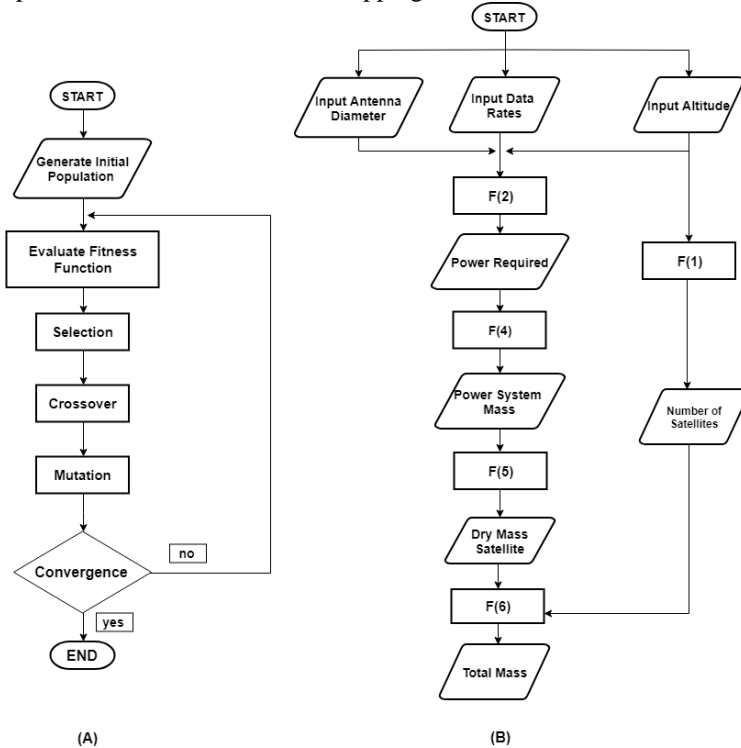 START
Generate Initial
Population
Evaluate Fitness
Function
Selection
Crossover
Mutation
Convergence
no
yes
END
(A)
START
Input Antenna
Diameter
Input Data
Rates
Input Altitude
F(2)
Power Required
F(1)
F(4)
Power System
Mass
Number of
Satellites
F(5)
Dry Mass
Satellite
F(6)
Total Mass
(B)